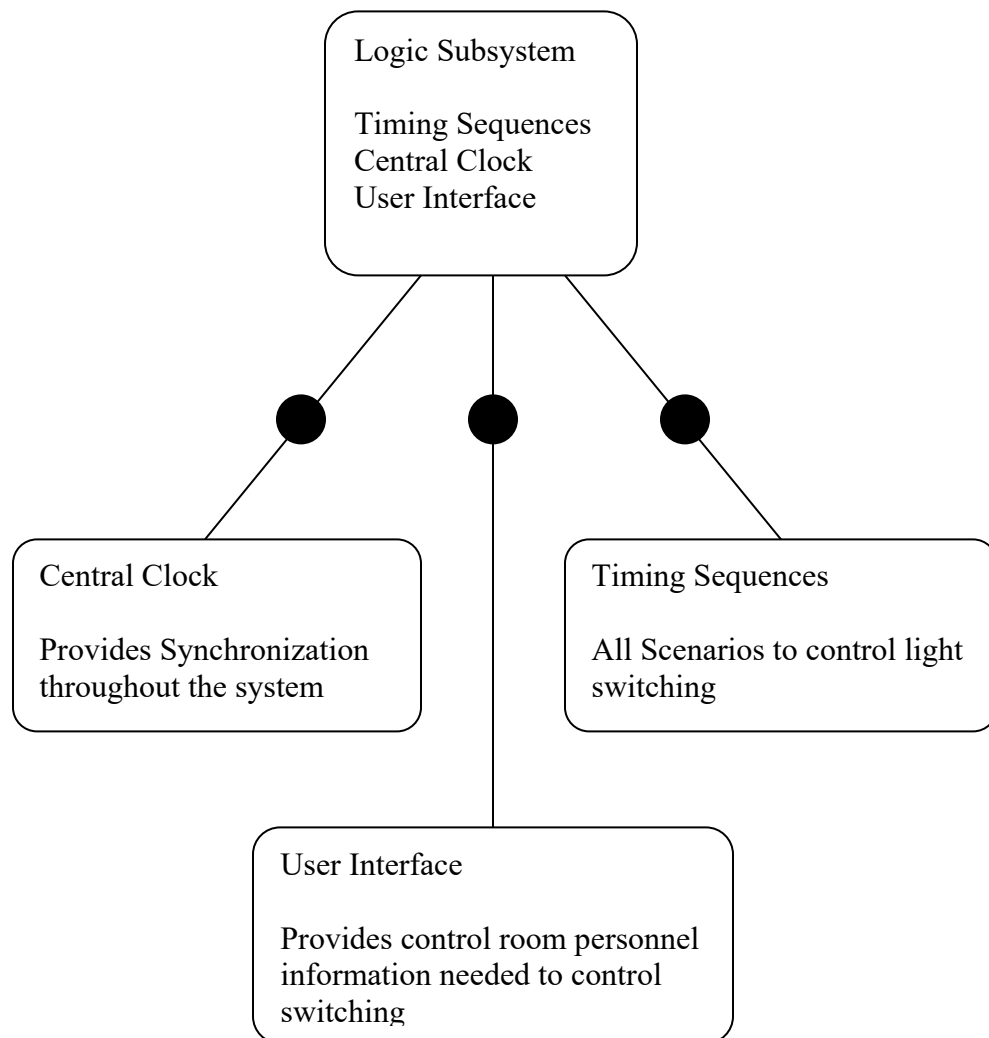 Logic Subsystem
Timing Sequences
Central Clock
User Interface
Central Clock
Provides Synchronization
throughout the system
Timing Sequences
All Scenarios to control light
switching
User Interface
Provides control room personnel
information needed to control
switching